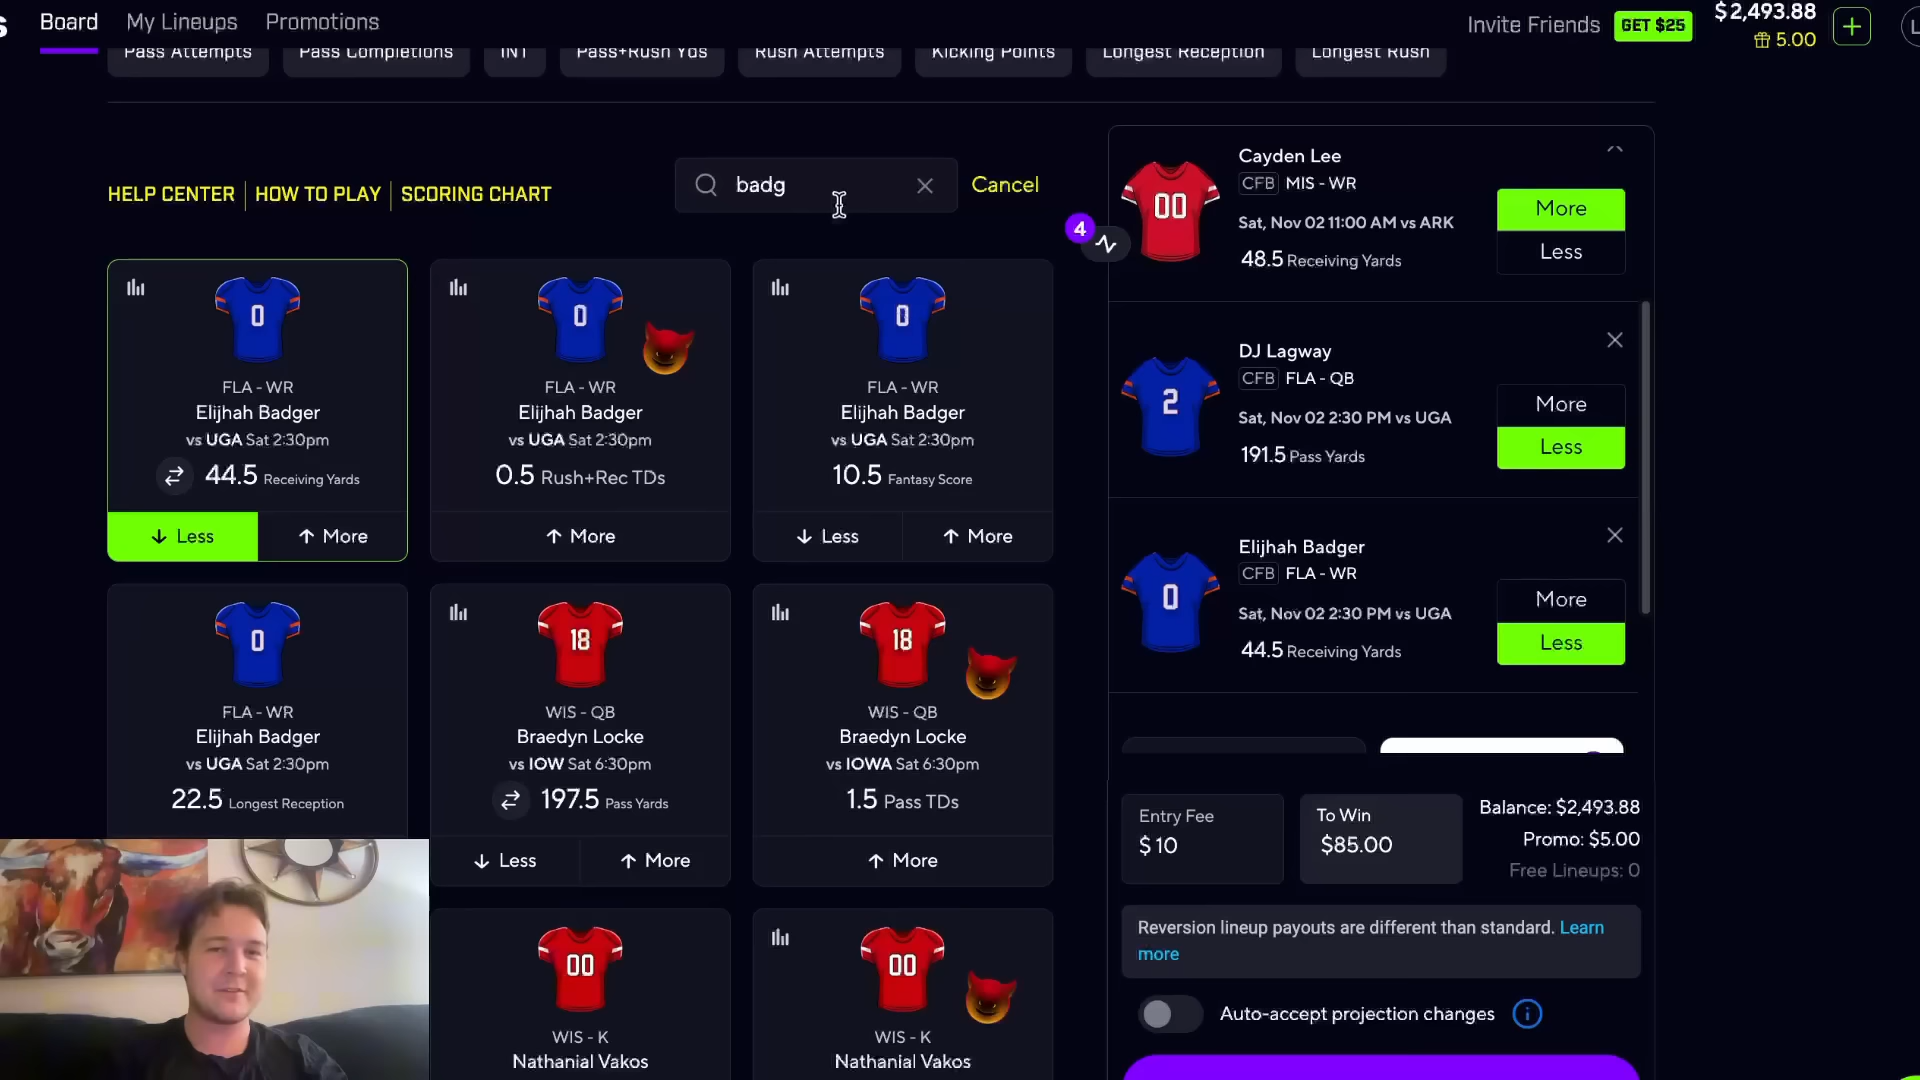 Board My Lineups Promotions
Invite Friends GET $25
$2,493.88
5.00
Pass Attempts Pass Completions INT Pass+Rush Yds Rush Attempts Kicking Points Longest Reception Longest Rush
HELP CENTER HOW TO PLAY SCORING CHART
badg
Cancel
0
FLA - WR
Elijhah Badger
vs UGA Sat 2:30pm
44.5 Receiving Yards
Less More
0
FLA - WR
Elijhah Badger
vs UGA Sat 2:30pm
0.5 Rush+Rec TDs
More
0
FLA - WR
Elijhah Badger
vs UGA Sat 2:30pm
10.5 Fantasy Score
Less More
0
FLA - WR
Elijhah Badger
vs UGA Sat 2:30pm
22.5 Longest Reception
18
WIS - QB
Braedyn Locke
vs IOW Sat 6:30pm
197.5 Pass Yards
Less More
18
WIS - QB
Braedyn Locke
vs IOWA Sat 6:30pm
1.5 Pass TDs
More
00
WIS - K
Nathanial Vakos
00
WIS - K
Nathanial Vakos
4
00
Cayden Lee
CFB MIS - WR
Sat, Nov 02 11:00 AM vs ARK
48.5 Receiving Yards
More
Less
2
DJ Lagway
CFB FLA - QB
Sat, Nov 02 2:30 PM vs UGA
191.5 Pass Yards
More
Less
0
Elijhah Badger
CFB FLA - WR
Sat, Nov 02 2:30 PM vs UGA
44.5 Receiving Yards
More
Less
Entry Fee
$ 10
To Win
$85.00
Balance: $2,493.88
Promo: $5.00
Free Lineups: 0
Reversion lineup payouts are different than standard. Learn
more
Auto-accept projection changes